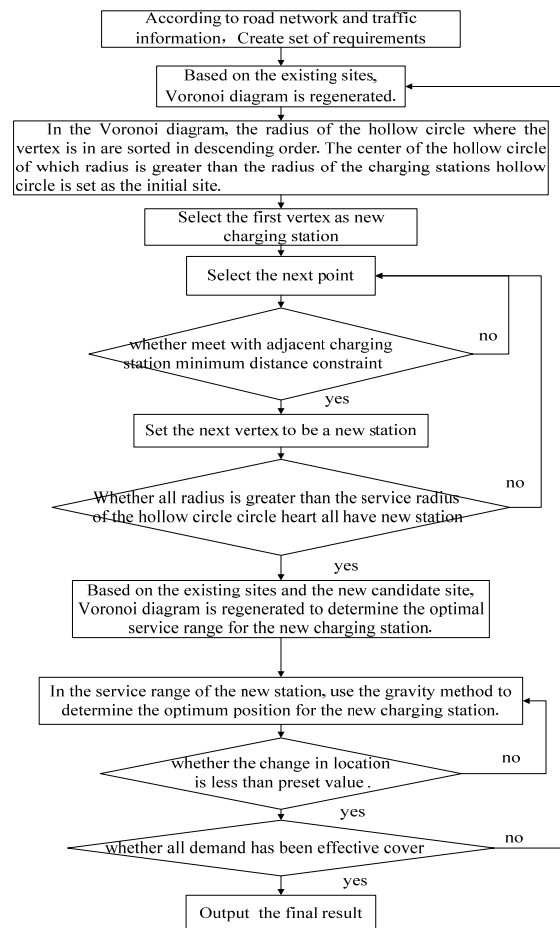 According to road network and traffic
information， Create set of requirements
Based on the existing sites,
Voronoi diagram is regenerated.
In the Voronoi diagram, the radius of the hollow circle where the
vertex is in are sorted in descending order. The center of the hollow circle
of which radius is greater than the radius of the charging stations hollow
circle is set as the initial site.
Select the first vertex as new
charging station
Select the next point
whether meet with adjacent charging
station minimum distance constraint
no
yes
Set the next vertex to be a new station
Whether all radius is greater than the service radius
of the hollow circle circle heart all have new station
no
yes
Based on the existing sites and the new candidate site,
Voronoi diagram is regenerated to determine the optimal
service range for the new charging station.
In the service range of the new station, use the gravity method to
determine the optimum position for the new charging station.
whether the change in location
is less than preset value .
no
yes
whether all demand has been effective cover
no
yes
Output the final result